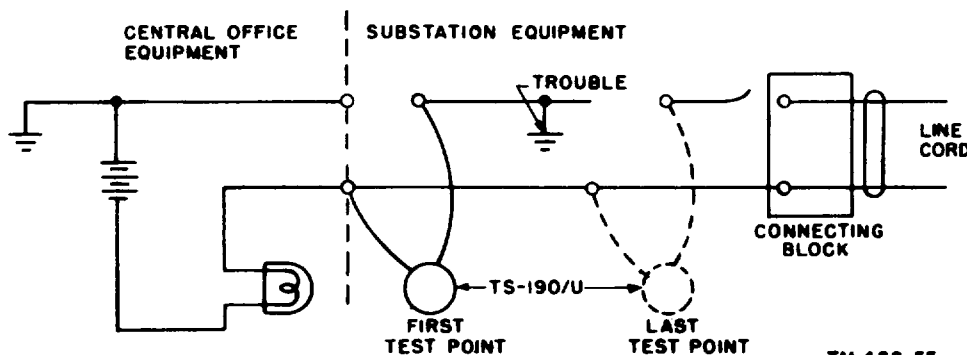 CENTRAL OFFICE
EQUIPMENT
SUBSTATION EQUIPMENT
TROUBLE
LINE
CORD
CONNECTING
BLOCK
TS-190/U
FIRST
TEST POINT
LAST
TEST POINT